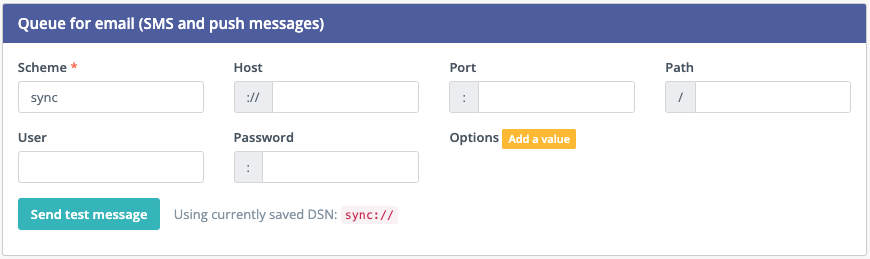 Queue for email (SMS and push messages)
Scheme * Host Port Path
sync :// : /
User Password Options Add a value
:
Send test message Using currently saved DSN: sync://